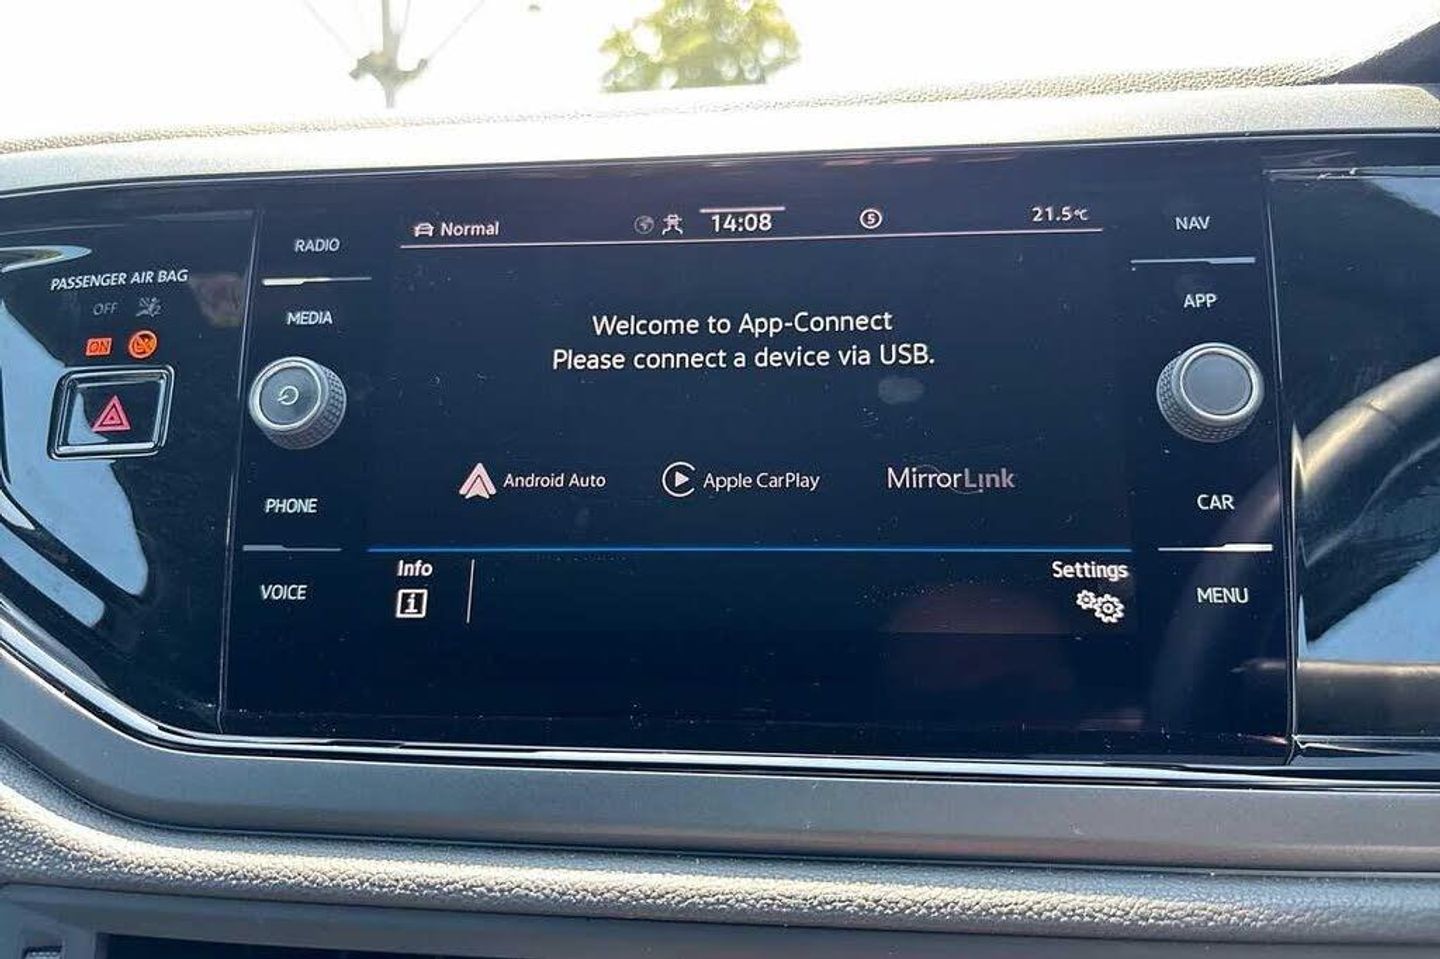 PASSENGER AIR BAG
OFF
ON
RADIO
MEDIA
PHONE
VOICE
Normal
14:08
5
21.5°C
Welcome to App-Connect
Please connect a device via USB.
Android Auto
Apple CarPlay
MirrorLink
Info
i
Settings
NAV
APP
CAR
MENU